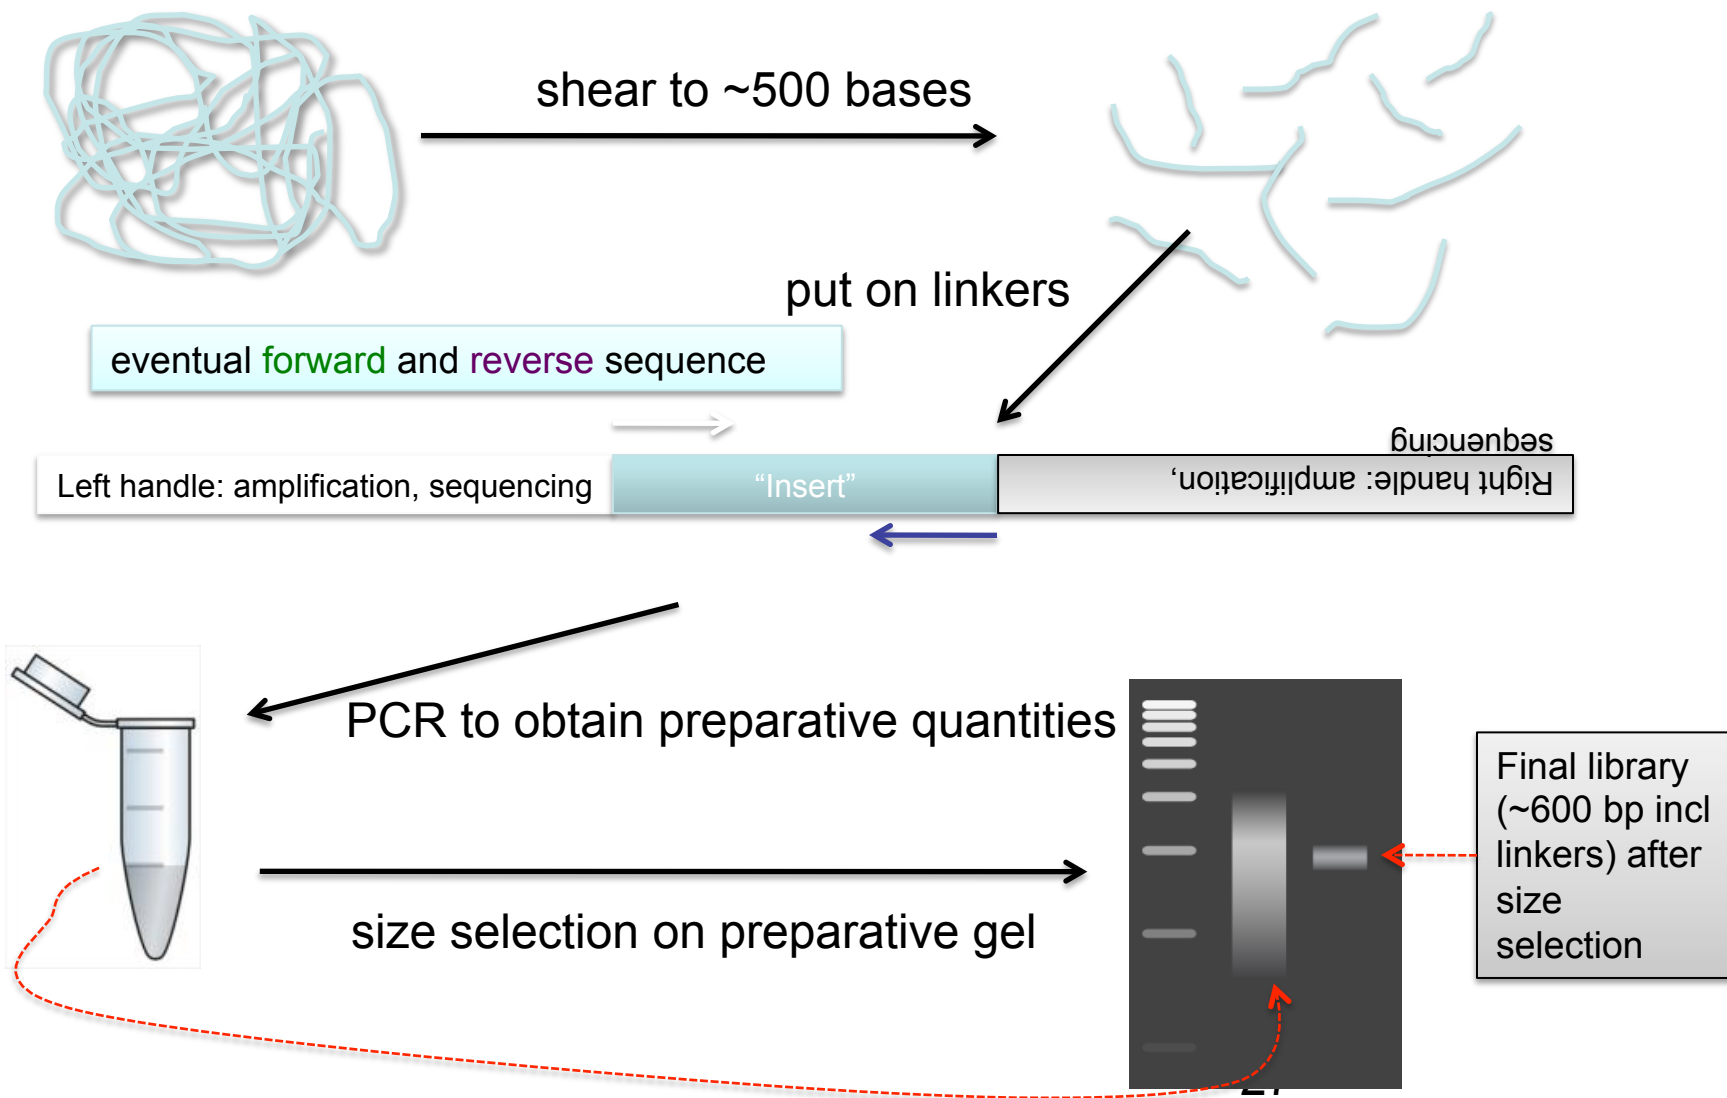 shear to ~500 bases
put on linkers
eventual forward and reverse sequence
Left handle: amplification, sequencing
“Insert”
Right handle: amplification,
sequencing
PCR to obtain preparative quantities
size selection on preparative gel
Final library
(~600 bp incl
linkers) after
size
selection